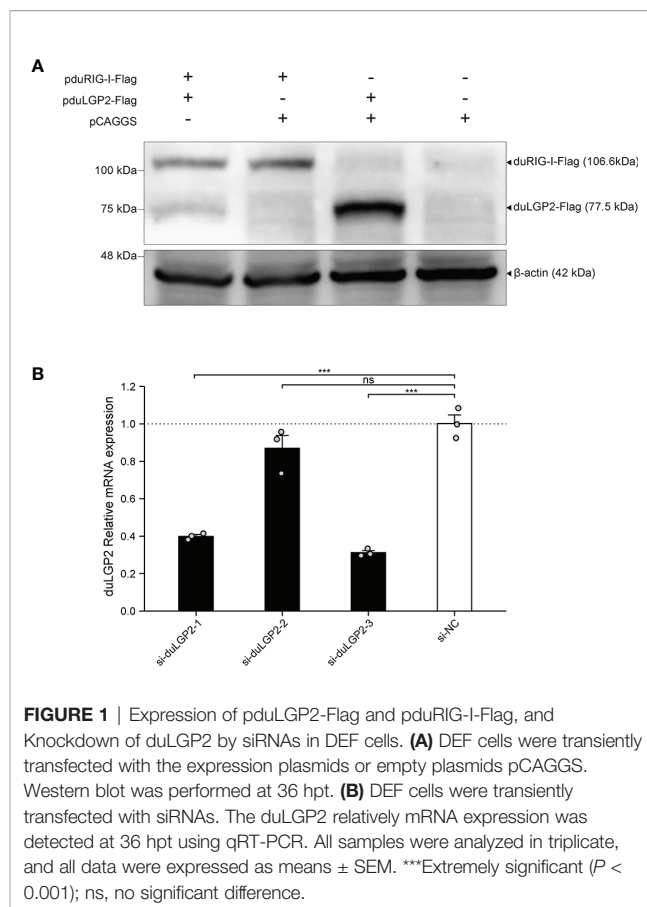 A
pduRIG-I-Flag + + - -
pduLGP2-Flag + - + -
pCAGGS - + + +
100 kDa
◄duRIG-I-Flag (106.6kDa)
75 kDa
◄duLGP2-Flag (77.5 kDa)
48 kDa
◄β-actin (42 kDa)
B
***
ns
***
duLGP2 Relative mRNA expression
1.2
1.0
0.8
0.6
0.4
0.2
0.0
si-duLGP2-1
si-duLGP2-2
si-duLGP2-3
si-NC
FIGURE 1 | Expression of pduLGP2-Flag and pduRIG-I-Flag, and
Knockdown of duLGP2 by siRNAs in DEF cells. (A) DEF cells were transiently
transfected with the expression plasmids or empty plasmids pCAGGS.
Western blot was performed at 36 hpt. (B) DEF cells were transiently
transfected with siRNAs. The duLGP2 relatively mRNA expression was
detected at 36 hpt using qRT-PCR. All samples were analyzed in triplicate,
and all data were expressed as means ± SEM. ***Extremely significant (P <
0.001); ns, no significant difference.